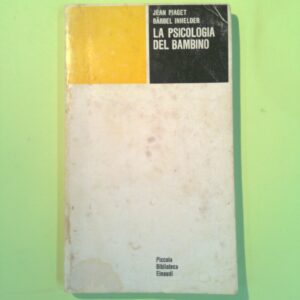 JEAN PIAGET
BÄRBEL INHELDER
LA PSICOLOGIA
DEL BAMBINO
Piccola
Biblioteca
Einaudi